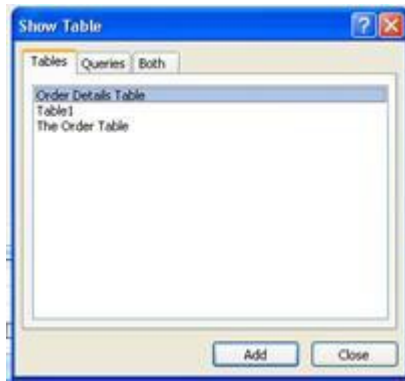 Show Table
Tables Queries Both
Order Details Table
Table1
The Order Table
Add Close